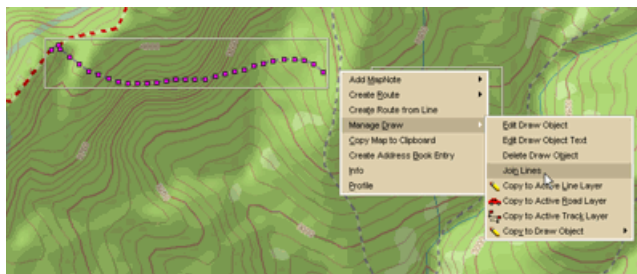 Add MapNote
Create Route
Create Route from Line
Manage Draw
Copy Map to Clipboard
Create Address Book Entry
Info
Profile
Edit Draw Object
Edit Draw Object Text
Delete Draw Object
Join Lines
Copy to Active Line Layer
Copy to Active Road Layer
Copy to Active Track Layer
Copy to Draw Object